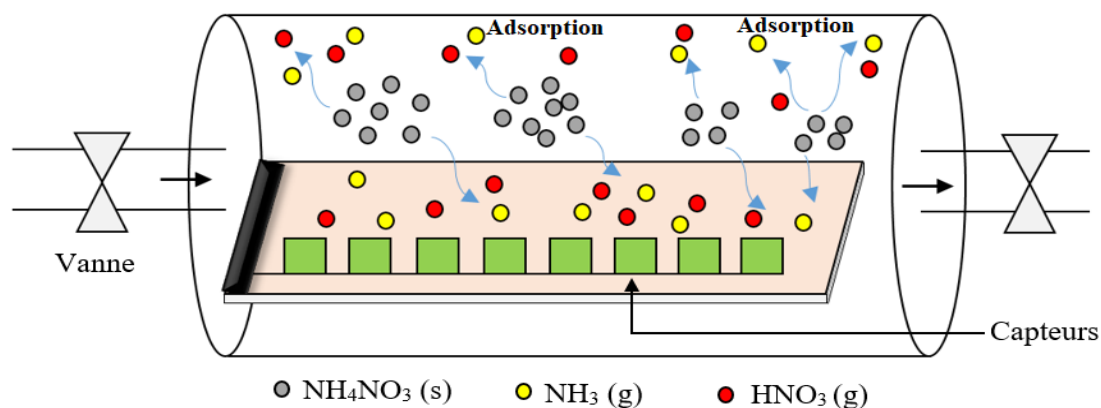 Adsorption
Adsorption
Vanne
Capteurs
NH₄NO₃ (s)
NH₃ (g)
HNO₃ (g)